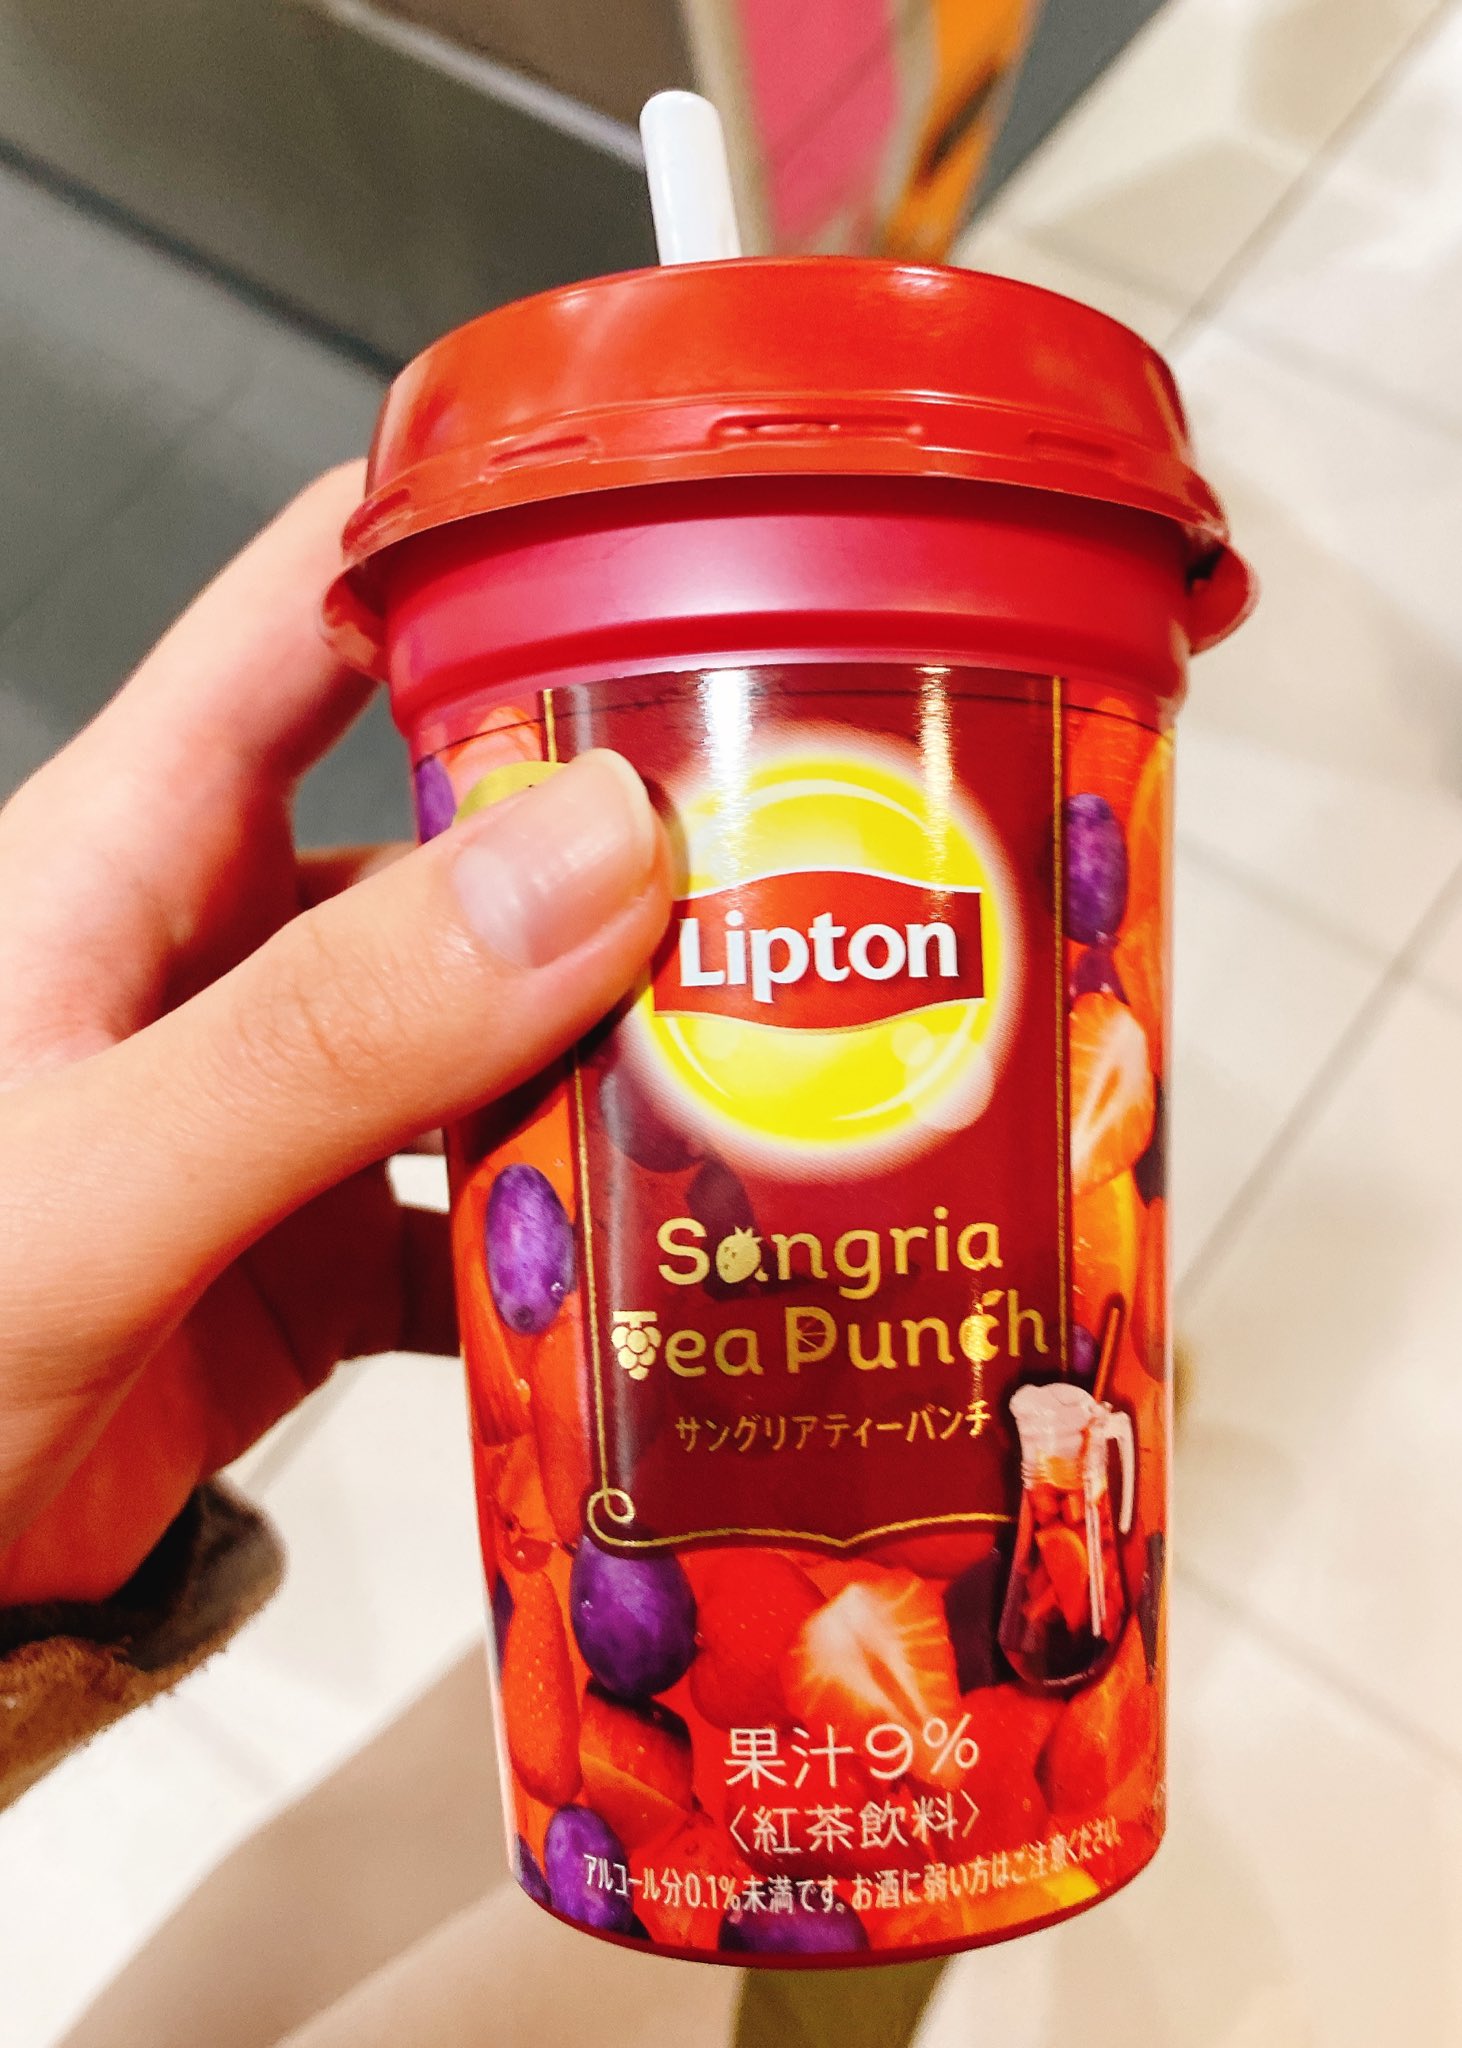 Lipton
Sangria
Tea Punch
サングリアティーパンチ
果汁9%
〈紅茶飲料〉
アルコール分0.1%未満です。お酒に弱い方はご注意ください。